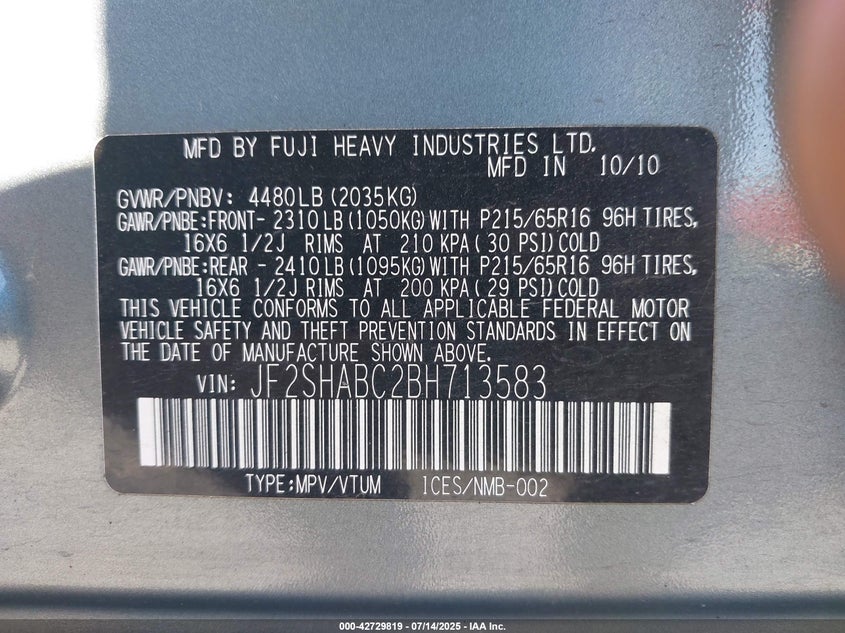 MFD BY FUJI HEAVY INDUSTRIES LTD.
MFD IN 10/10
GVWR/PNBV: 4480LB (2035KG)
GAWR/PNBE:FRONT- 2310LB (1050KG) WITH P215/65R16 96H TIRES,
16X6 1/2J RIMS AT 210 KPA ( 30 PSI) COLD
GAWR/PNBE:REAR - 2410LB (1095KG) WITH P215/65R16 96H TIRES,
16X6 1/2J RIMS AT 200 KPA ( 29 PSI) COLD
THIS VEHICLE CONFORMS TO ALL APPLICABLE FEDERAL MOTOR
VEHICLE SAFETY AND THEFT PREVENTION STANDARDS IN EFFECT ON
THE DATE OF MANUFACTURE SHOWN ABOVE.
VIN: JF2SHABC2BH713583
TYPE:MPV/VTUM ICES/NMB-002
000-42729819 - 07/14/2025 - IAA Inc.